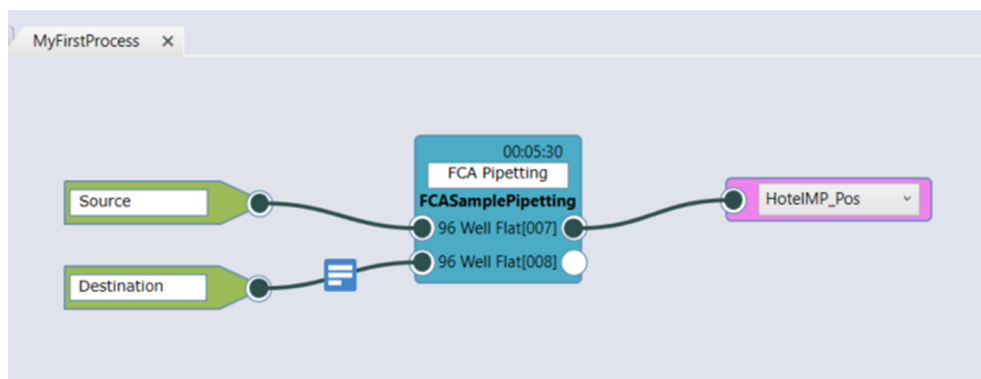 MyFirstProcess
00:05:30
FCA Pipetting
Source
FCASamplePipetting
HotelMP_Pos
96 Well Flat[007]
96 Well Flat[008]
Destination